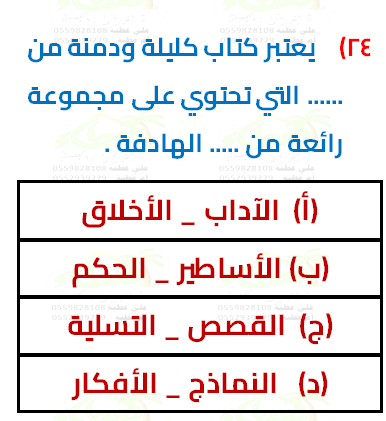 ٢٤) يعتبر كتاب كليلة ودمنة من
...... التي تحتوي على مجموعة
رائعة من ..... الهادفة .
(أ) الآداب _ الأخلاق
(ب) الأساطير _ الحكم
(ج) القصص _ التسلية
(د) النماذج _ الأفكار